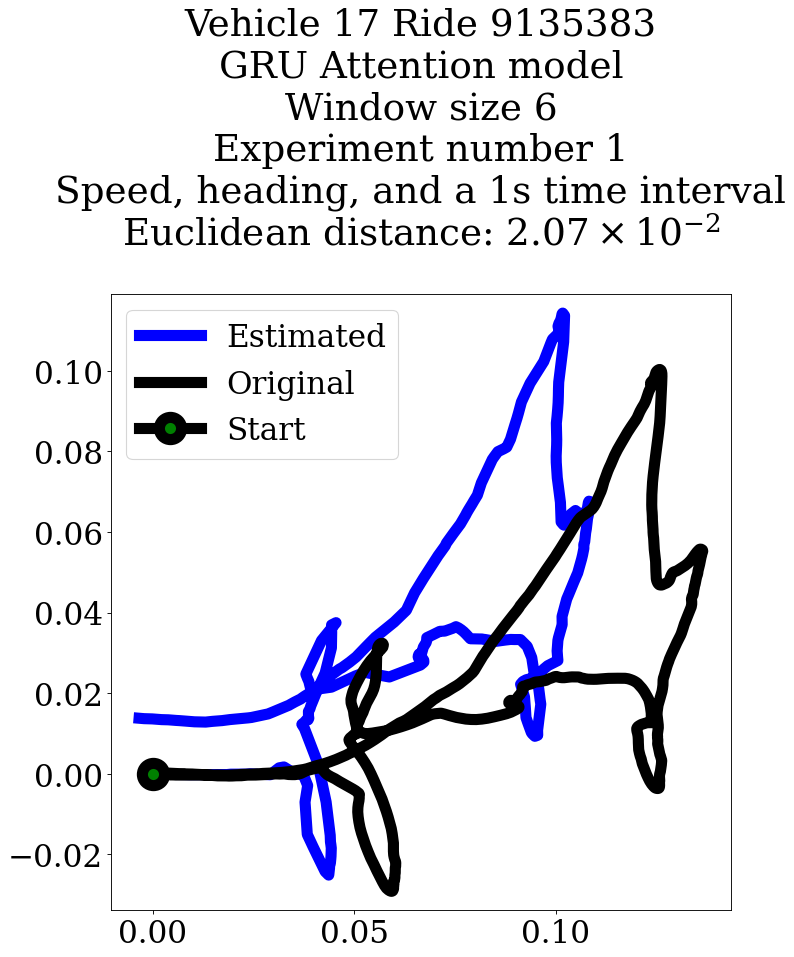 Vehicle 17 Ride 9135383
GRU Attention model
Window size 6
Experiment number 1
Speed, heading, and a 1s time interval
Euclidean distance: 2.07 × 10⁻²
Estimated
Original
Start
0.10
0.08
0.06
0.04
0.02
0.00
−0.02
0.00 0.05 0.10